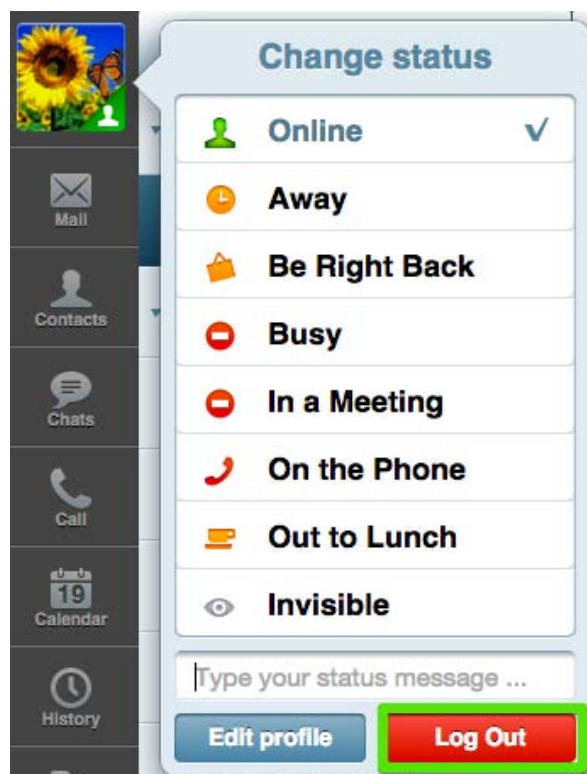 Change status
Online
Away
Be Right Back
Busy
In a Meeting
On the Phone
Out to Lunch
Invisible
Type your status message ...
Edit profile
Log Out
Mail
Contacts
Chats
Call
19
Calendar
History